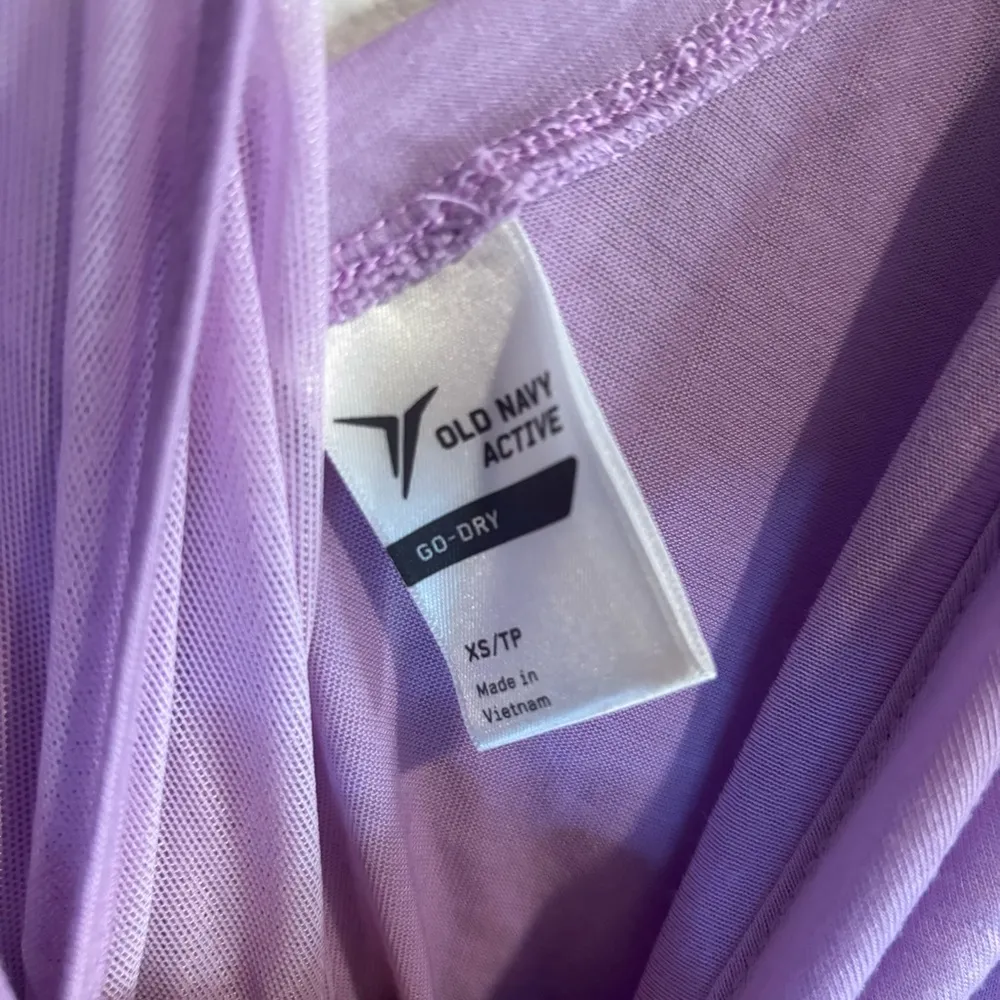 OLD NAVY
ACTIVE
GO-DRY
XS/TP
Made in
Vietnam